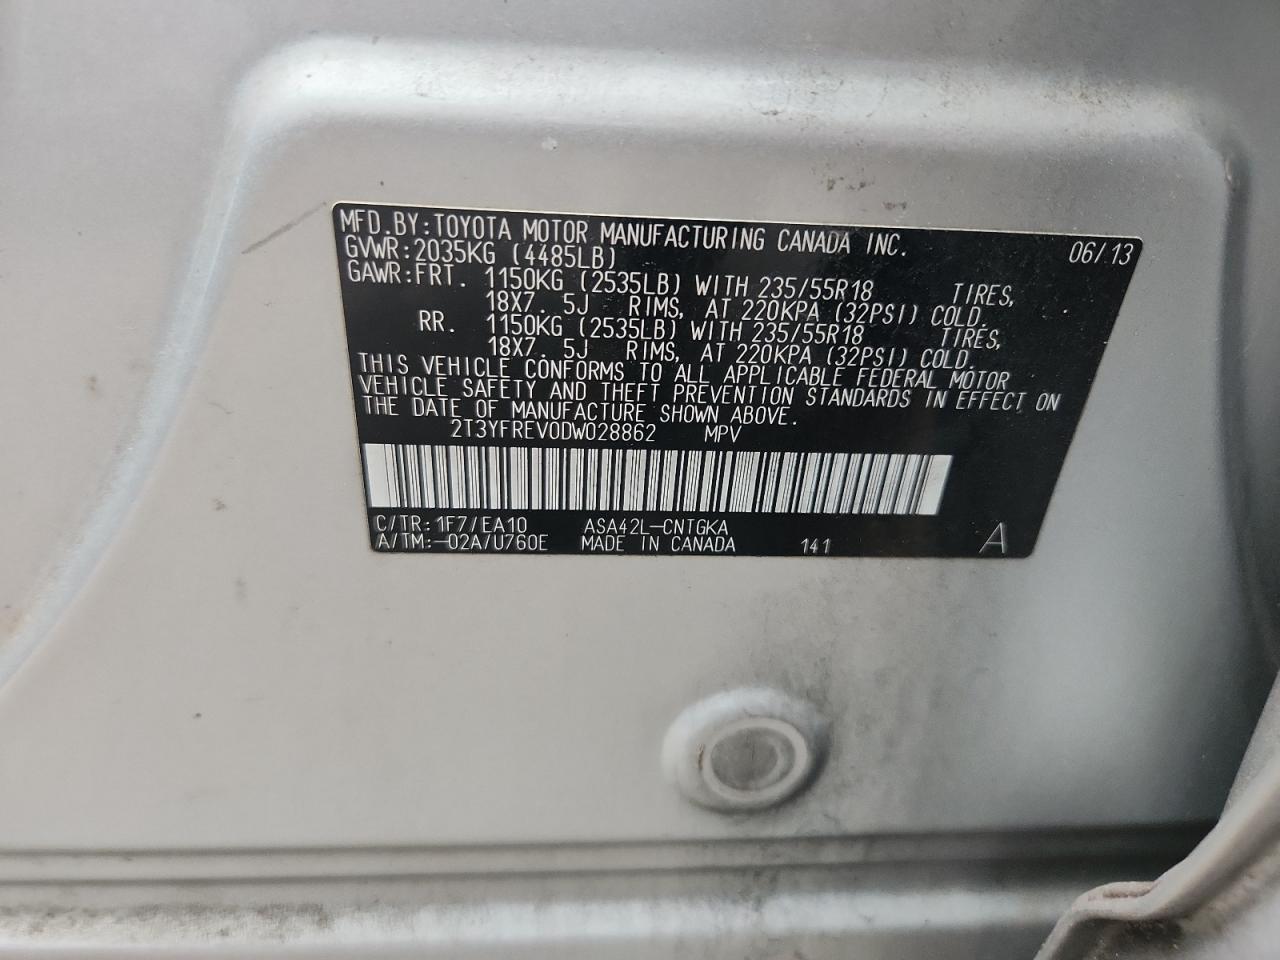 MFD.BY:TOYOTA MOTOR MANUFACTURING CANADA INC. 06/13
GVWR:2035KG (4485LB)
GAWR:FRT. 1150KG (2535LB) WITH 235/55R18 TIRES,
18X7. 5J RIMS, AT 220KPA (32PSI) COLD.
RR. 1150KG (2535LB) WITH 235/55R18 TIRES,
18X7. 5J RIMS, AT 220KPA (32PSI) COLD.
THIS VEHICLE CONFORMS TO ALL APPLICABLE FEDERAL MOTOR
VEHICLE SAFETY AND THEFT PREVENTION STANDARDS IN EFFECT ON
THE DATE OF MANUFACTURE SHOWN ABOVE.
2T3YFREV0DW028862 MPV
C/TR:1F7/EA10 ASA42L-CNTGKA
A/TM:-02A/U760E MADE IN CANADA 141 A